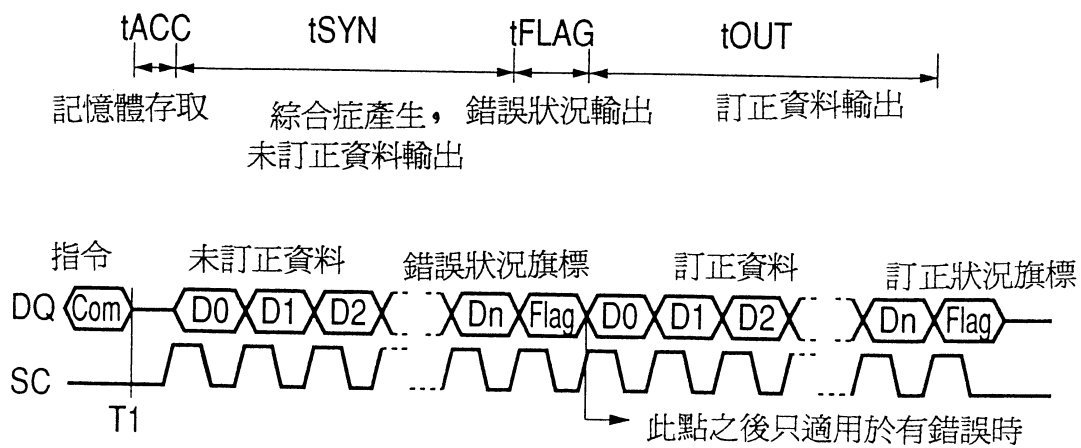 tACC tSYN tFLAG tOUT
記憶體存取 綜合症產生, 錯誤狀況輸出 訂正資料輸出
未訂正資料輸出
指令 未訂正資料 錯誤狀況旗標 訂正資料 訂正狀況旗標
DQ Com D0 D1 D2 Dn Flag D0 D1 D2 Dn Flag
SC
T1 此點之後只適用於有錯誤時